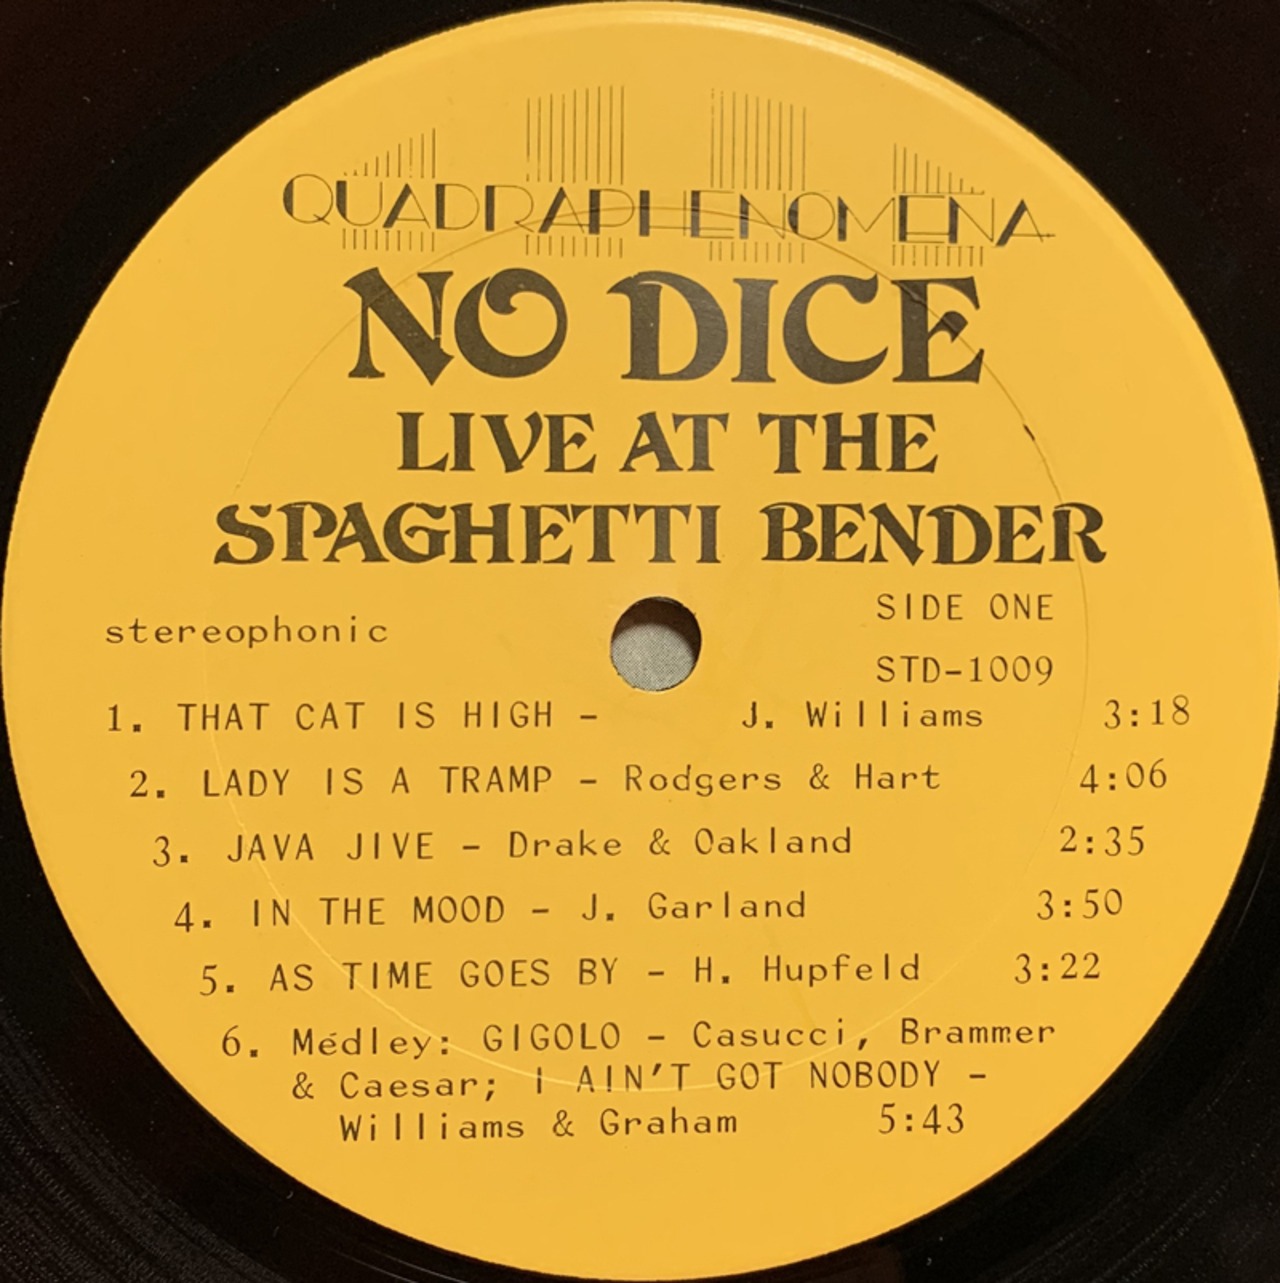 QUADRAPHENOMENA
NO DICE
LIVE AT THE
SPAGHETTI BENDER
stereophonic
SIDE ONE
STD-1009
1. THAT CAT IS HIGH - J. Williams 3:18
2. LADY IS A TRAMP - Rodgers & Hart 4:06
3. JAVA JIVE - Drake & Oakland 2:35
4. IN THE MOOD - J. Garland 3:50
5. AS TIME GOES BY - H. Hupfeld 3:22
6. Medley: GIGOLO - Casucci, Brammer
& Caesar; I AIN'T GOT NOBODY -
Williams & Graham 5:43